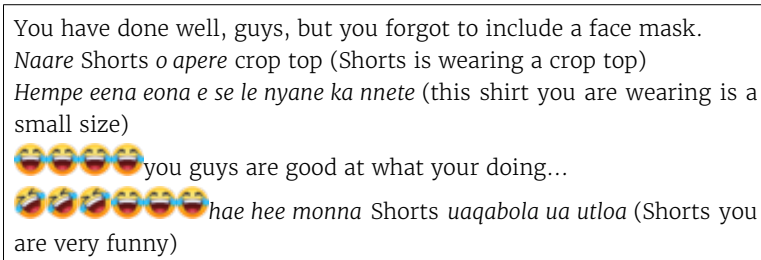 You have done well, guys, but you forgot to include a face mask.
Naare Shorts o apere crop top (Shorts is wearing a crop top)
Hempe eena eona e se le nyane ka nnete (this shirt you are wearing is a
small size)
😂😂😂😂you guys are good at what your doing...
🤣🤣🤣😂😂😂hae hee monna Shorts uaqabola ua utloa (Shorts you
are very funny)